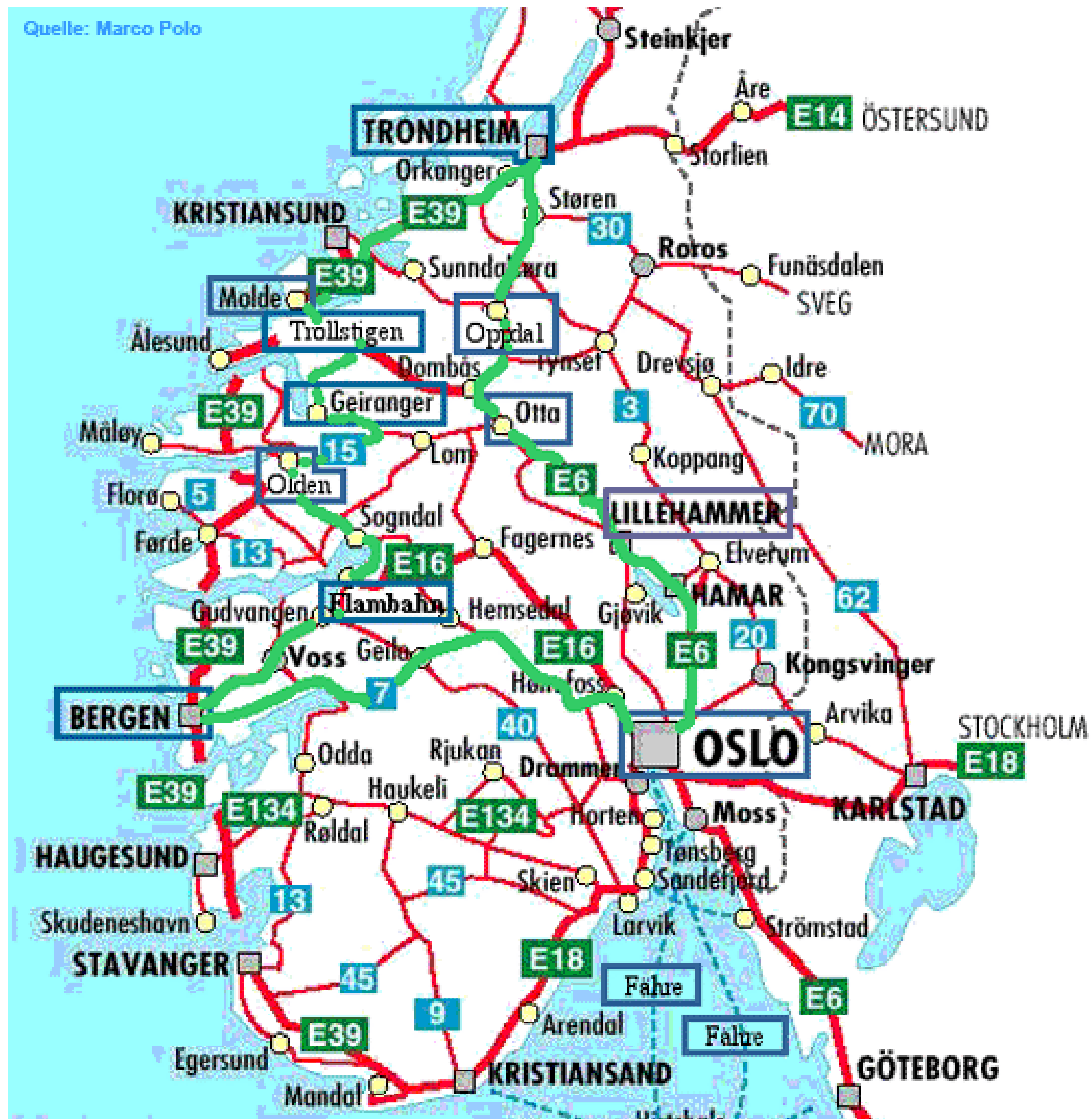 Quelle: Marco Polo
Steinkjer
Åre
E14 ÖSTERSUND
TRONDHEIM
Storlien
Orkanger
Støren
KRISTIANSUND
E39
30
Roros
E39
Sunndalsøra
Funäsdalen
SVEG
Molde
Trollstigen
Oppdal
Ålesund
Tynset
Drevsjø
Idre
Dombås
Geiranger
Otta
3
70
E39
Måløy
15
Lom
Koppang
MORA
Olden
E6
Florø
5
LILLEHAMMER
Sogndal
Førde
13
E16
Fagernes
Elverum
Flambahn
HAMAR
62
Gudvangen
Hemsedal
Gjøvik
E39
20
Voss
Geilo
E16
E6
Kongsvinger
7
Hønefoss
BERGEN
40
Arvika
STOCKHOLM
OSLO
E18
Odda
Rjukan
Drammen
E39
E134
Haukeli
KARLSTAD
Røldal
E134
Horten
Moss
HAUGESUND
Tønsberg
45
Skien
Sandefjord
13
Skudeneshavn
Larvik
Strömstad
STAVANGER
E18
45
Fähre
E6
9
Arendal
Fähre
E39
Egersund
Mandal
KRISTIANSAND
GÖTEBORG